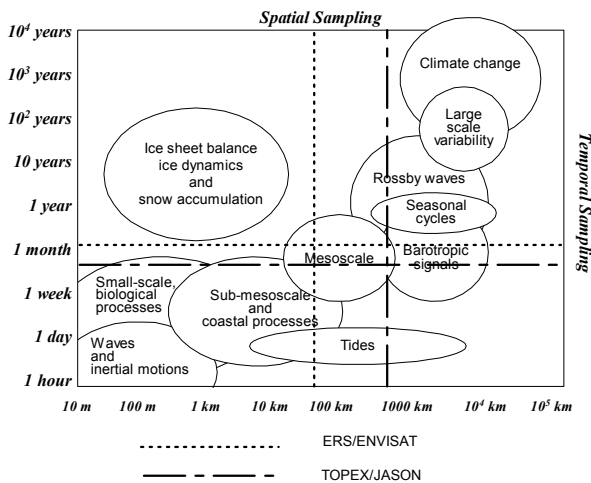 Spatial Sampling
10⁴ years
10³ years
10² years
10 years
1 year
1 month
1 week
1 day
1 hour
Climate change
Large
scale
variability
Ice sheet balance
ice dynamics
and
snow accumulation
Rossby waves
Seasonal
cycles
Mesoscale
Barotropic
signals
Small-scale,
biological
processes
Sub-mesoscale
and
coastal processes
Waves
and
inertial motions
Tides
Temporal Sampling
10 m
100 m
1 km
10 km
100 km
1000 km
10⁴ km
10⁵ km
ERS/ENVISAT
TOPEX/JASON